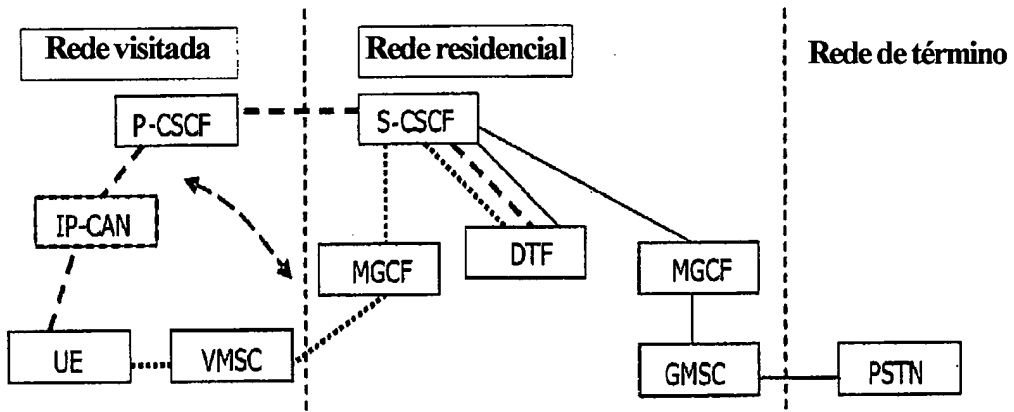 Rede visitada
Rede residencial
Rede de término
P-CSCF
S-CSCF
IP-CAN
MGCF
DTF
MGCF
UE
VMSC
GMSC
PSTN